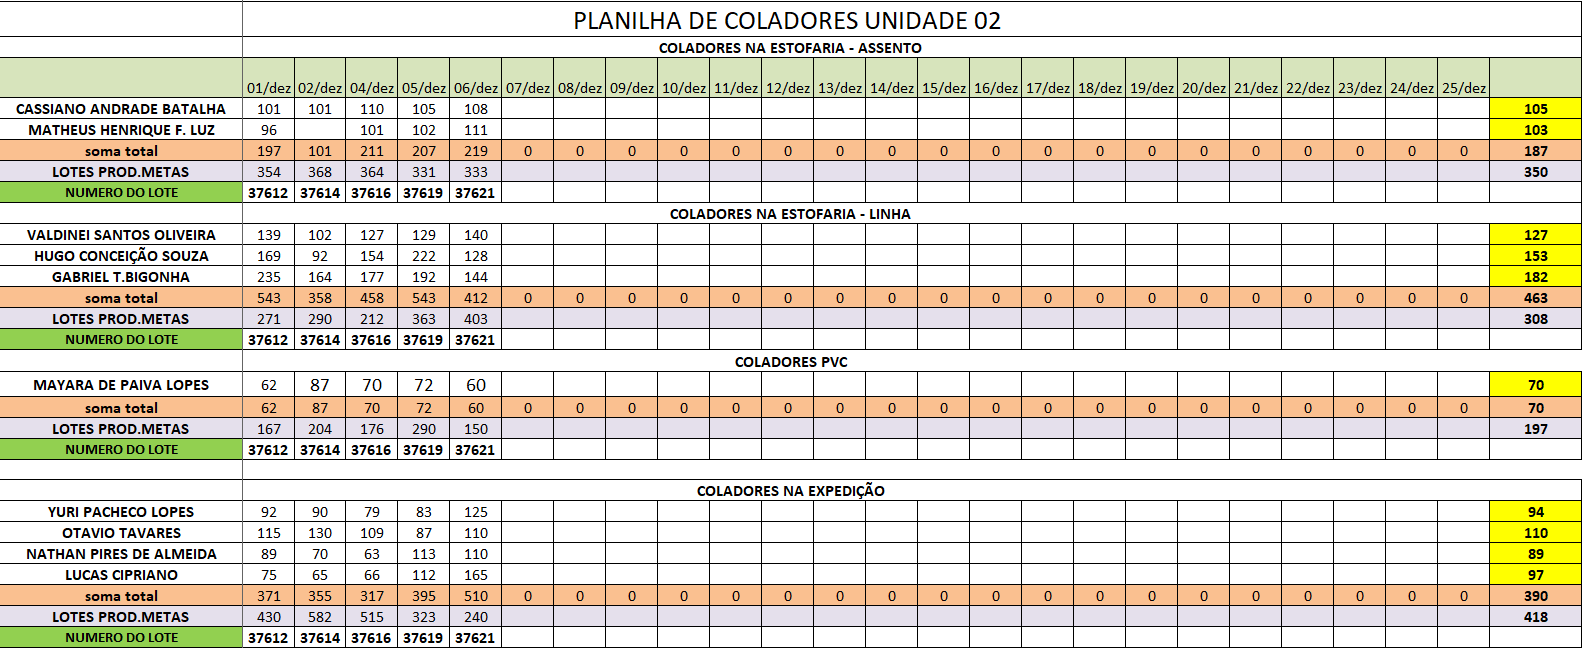 PLANILHA DE COLADORES UNIDADE 02
COLADORES NA ESTOFARIA - ASSENTO
01/dez 02/dez 04/dez 05/dez 06/dez 07/dez 08/dez 09/dez 10/dez 11/dez 12/dez 13/dez 14/dez 15/dez 16/dez 17/dez 18/dez 19/dez 20/dez 21/dez 22/dez 23/dez 24/dez 25/dez
CASSIANO ANDRADE BATALHA 101 101 110 105 108 105
MATHEUS HENRIQUE F. LUZ 96 101 102 111 103
soma total 197 101 211 207 219 0 0 0 0 0 0 0 0 0 0 0 0 0 0 0 0 0 0 0 187
LOTES PROD.METAS 354 368 364 331 333 350
NUMERO DO LOTE 37612 37614 37616 37619 37621
COLADORES NA ESTOFARIA - LINHA
VALDINEI SANTOS OLIVEIRA 139 102 127 129 140 127
HUGO CONCEIÇÃO SOUZA 169 92 154 222 128 153
GABRIEL T.BIGONHA 235 164 177 192 144 182
soma total 543 358 458 543 412 0 0 0 0 0 0 0 0 0 0 0 0 0 0 0 0 0 0 0 463
LOTES PROD.METAS 271 290 212 363 403 308
NUMERO DO LOTE 37612 37614 37616 37619 37621
COLADORES PVC
MAYARA DE PAIVA LOPES 62 87 70 72 60 70
soma total 62 87 70 72 60 0 0 0 0 0 0 0 0 0 0 0 0 0 0 0 0 0 0 0 70
LOTES PROD.METAS 167 204 176 290 150 197
NUMERO DO LOTE 37612 37614 37616 37619 37621
COLADORES NA EXPEDIÇÃO
YURI PACHECO LOPES 92 90 79 83 125 94
OTAVIO TAVARES 115 130 109 87 110 110
NATHAN PIRES DE ALMEIDA 89 70 63 113 110 89
LUCAS CIPRIANO 75 65 66 112 165 97
soma total 371 355 317 395 510 0 0 0 0 0 0 0 0 0 0 0 0 0 0 0 0 0 0 0 390
LOTES PROD.METAS 430 582 515 323 240 418
NUMERO DO LOTE 37612 37614 37616 37619 37621